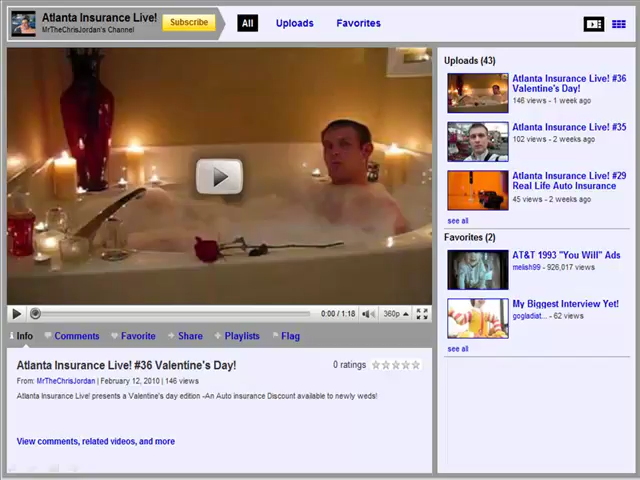 Atlanta Insurance Live!
MrTheChrisJordan's Channel
Subscribe
All
Uploads
Favorites
Uploads (43)
Atlanta Insurance Live! #36
Valentine's Day!
146 views - 1 week ago
Atlanta Insurance Live! #35
102 views - 2 weeks ago
Atlanta Insurance Live! #29
Real Life Auto Insurance
45 views - 2 weeks ago
see all
Favorites (2)
AT&T 1993 "You Will" Ads
melish99 - 926,017 views
My Biggest Interview Yet!
gogladiat... - 62 views
see all
0:00 / 1:18
360p
Info
Comments
Favorite
Share
Playlists
Flag
Atlanta Insurance Live! #36 Valentine's Day!
0 ratings
From: MrTheChrisJordan | February 12, 2010 | 146 views
Atlanta Insurance Live! presents a Valentine's day edition -An Auto insurance Discount available to newly weds!
View comments, related videos, and more